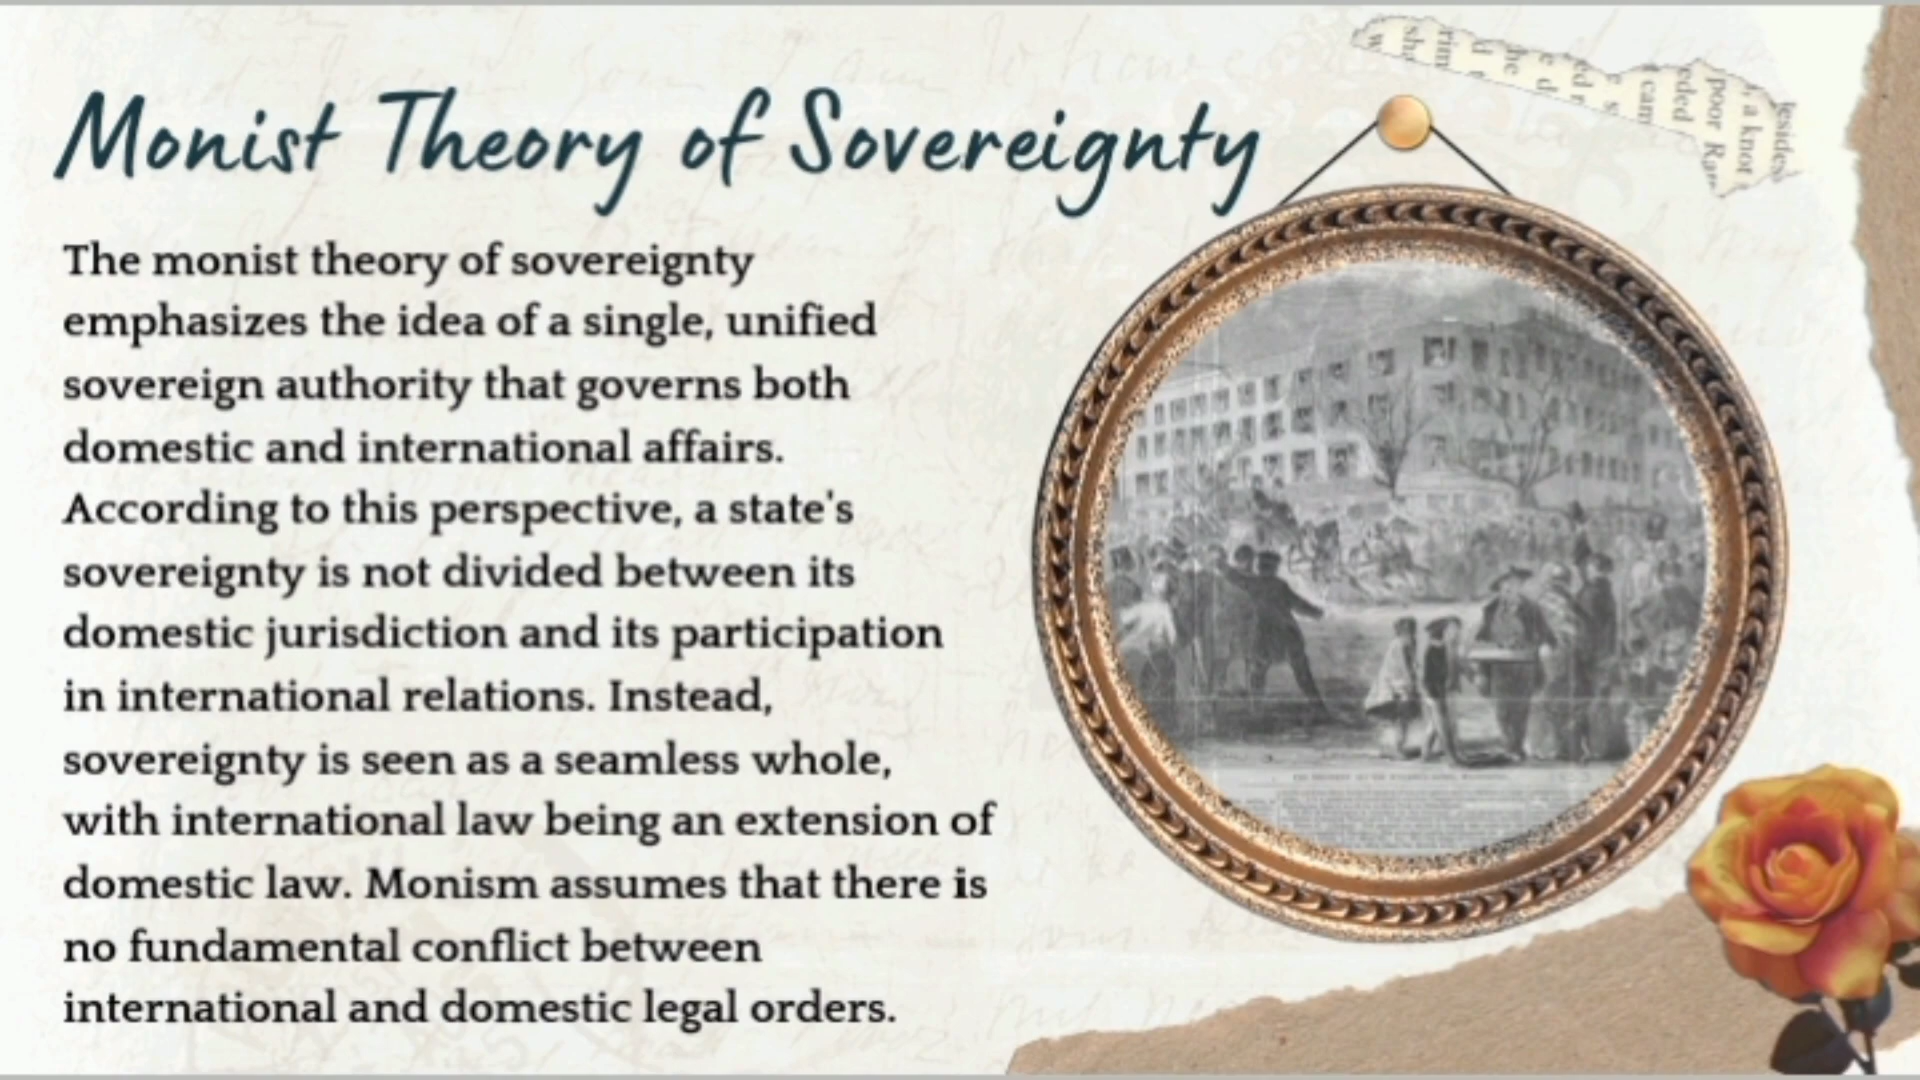 Monist Theory of Sovereignty
The monist theory of sovereignty
emphasizes the idea of a single, unified
sovereign authority that governs both
domestic and international affairs.
According to this perspective, a state's
sovereignty is not divided between its
domestic jurisdiction and its participation
in international relations. Instead,
sovereignty is seen as a seamless whole,
with international law being an extension of
domestic law. Monism assumes that there is
no fundamental conflict between
international and domestic legal orders.